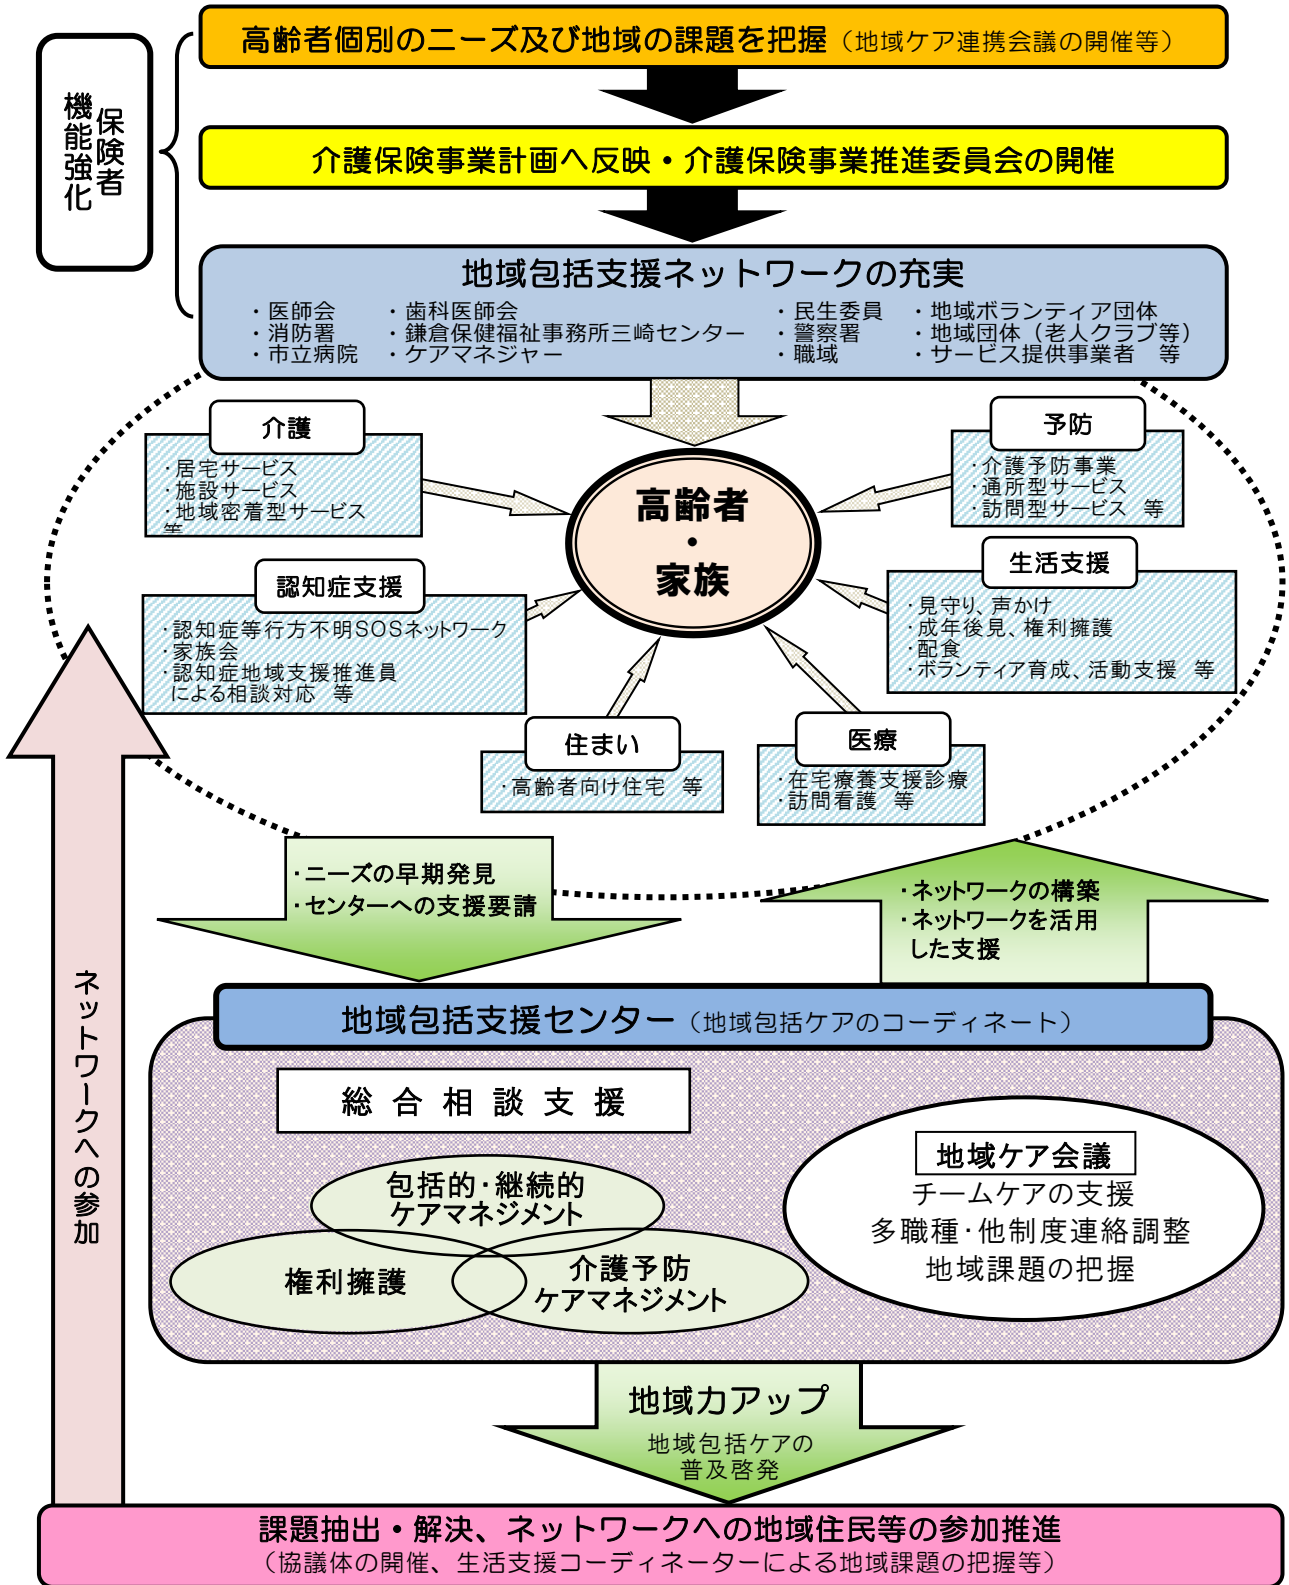 高齢者個別のニーズ及び地域の課題を把握（地域ケア連携会議の開催等）
保険者
機能強化
介護保険事業計画へ反映・介護保険事業推進委員会の開催
地域包括支援ネットワークの充実
・医師会 ・歯科医師会 ・民生委員 ・地域ボランティア団体
・消防署 ・鎌倉保健福祉事務所三崎センター ・警察署 ・地域団体（老人クラブ等）
・市立病院 ・ケアマネジャー ・職域 ・サービス提供事業者 等
介護
・居宅サービス
・施設サービス
・地域密着型サービス
等
予防
・介護予防事業
・通所型サービス
・訪問型サービス 等
高齢者
・
家族
認知症支援
・認知症等行方不明SOSネットワーク
・家族会
・認知症地域支援推進員
による相談対応 等
生活支援
・見守り、声かけ
・成年後見、権利擁護
・配食
・ボランティア育成、活動支援 等
住まい
・高齢者向け住宅 等
医療
・在宅療養支援診療
・訪問看護 等
・ニーズの早期発見
・センターへの支援要請
・ネットワークの構築
・ネットワークを活用
した支援
ネットワークへの参加
地域包括支援センター（地域包括ケアのコーディネート）
総合相談支援
包括的・継続的
ケアマネジメント
権利擁護
介護予防
ケアマネジメント
地域ケア会議
チームケアの支援
多職種・他制度連絡調整
地域課題の把握
地域力アップ
地域包括ケアの
普及啓発
課題抽出・解決、ネットワークへの地域住民等の参加推進
（協議体の開催、生活支援コーディネーターによる地域課題の把握等）